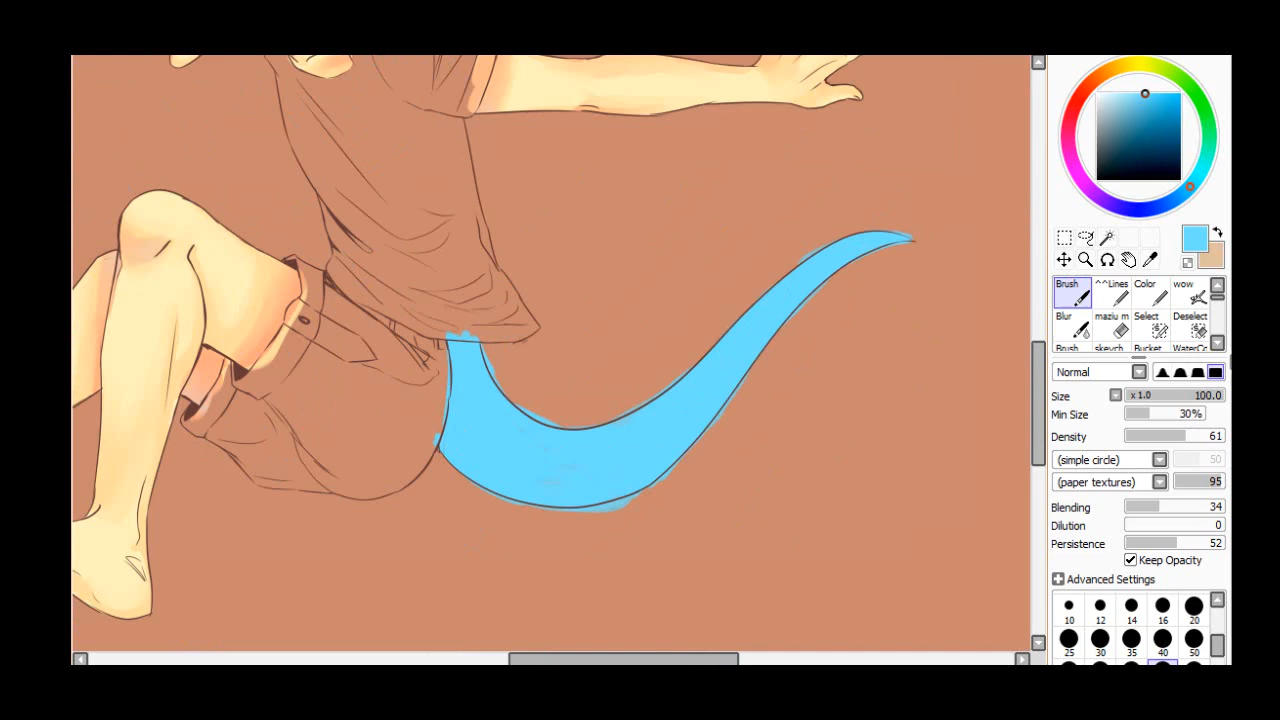 Brush ^^Lines Color wow
Blur maziu m Select Deselect
Brush skeych Bucket WaterCo
Normal
Size x 1.0 100.0
Min Size 30%
Density 61
(simple circle) 50
(paper textures) 95
Blending 34
Dilution 0
Persistence 52
Keep Opacity
Advanced Settings
10 12 14 16 20
25 30 35 40 50